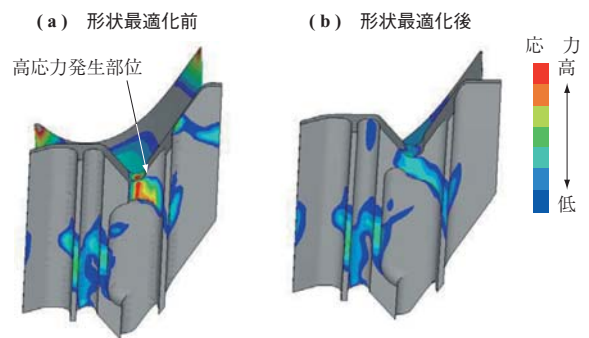 ( a ) 形状最適化前
( b ) 形状最適化後
高応力発生部位
応 力
高
低